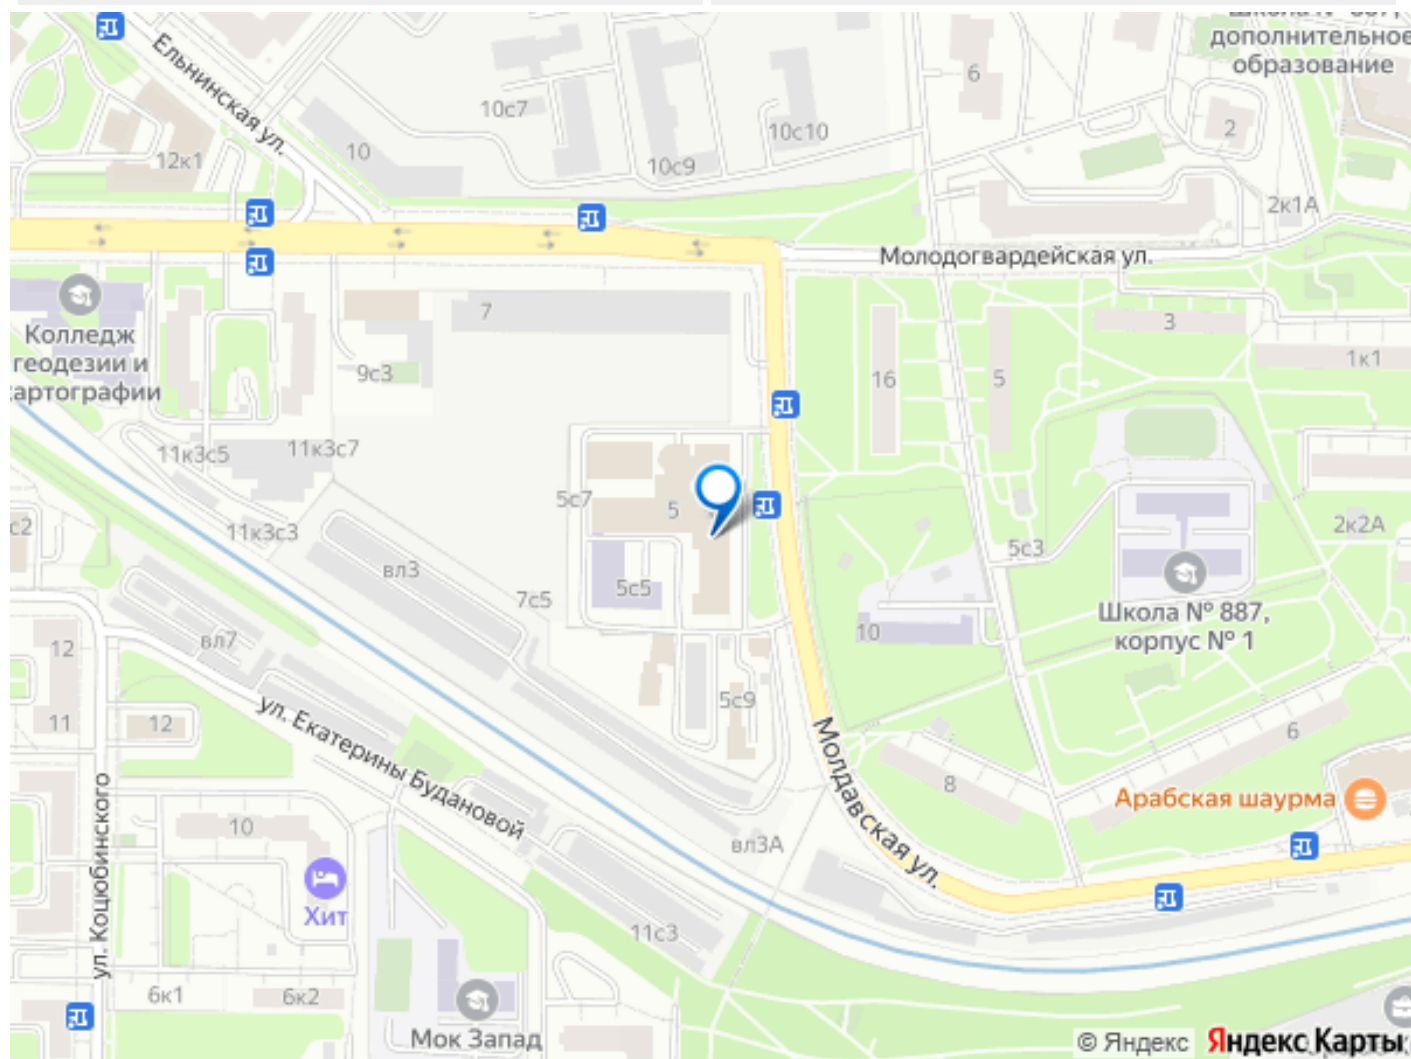 дополнительное
образование
Ельнинская ул.
6
10с7
10с10
2
10
12к1
10с9
2к1А
Молодогвардейская ул.
7
3
Колледж
геодезии и
картографии
1к1
9с3
16
5
11к3с5
11к3с7
5с7
5
2к2А
11к3с3
5с3
вл3
5с5
7с5
Школа № 887,
корпус № 1
10
вл7
12
5с9
ул. Екатерины Будановой
11
12
6
Молдавская ул.
8
Арабская шаурма
ул. Коцюбинского
10
вл3А
Хит
11с3
6к1
6к2
Мок Запад
© Яндекс Яндекс Карты